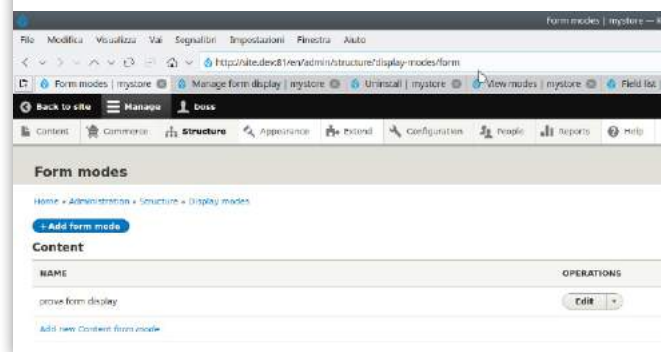 Form modes | mystore —
File Modifica Visualizza Vai Segnalibri Impostazioni Finestra Aiuto
http://site.devc81/en/admin/structure/display-modes/form
Form modes | mystore Manage form display | mystore Uninstall | mystore View modes | mystore Field list |
Back to site Manage boss
Content Commerce Structure Appearance Extend Configuration People Reports Help
Form modes
Home » Administration » Structure » Display modes
+ Add form mode
Content
NAME OPERATIONS
prova form display Edit
Add new Content form mode